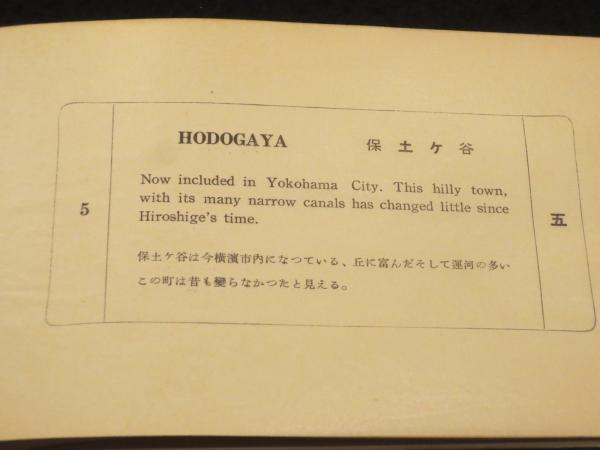 HODOGAYA 保土ケ谷
5
Now included in Yokohama City. This hilly town,
with its many narrow canals has changed little since
Hiroshige's time.
五
保土ケ谷は今橫濱市內になつている、丘に富んだそして運河の多い
この町は昔も變らなかつたと見える。